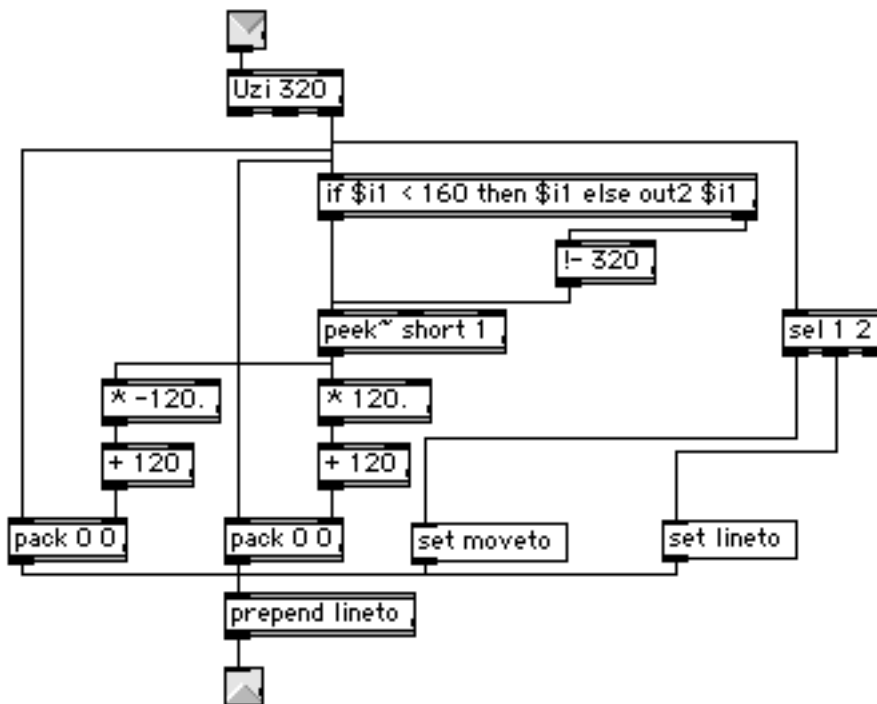 Uzi 320
if $i1 < 160 then $i1 else out2 $i1
!- 320
peek~ short 1
sel 1 2
* -120.
* 120.
+ 120
+ 120
pack 0 0
pack 0 0
set moveto
set lineto
prepend lineto